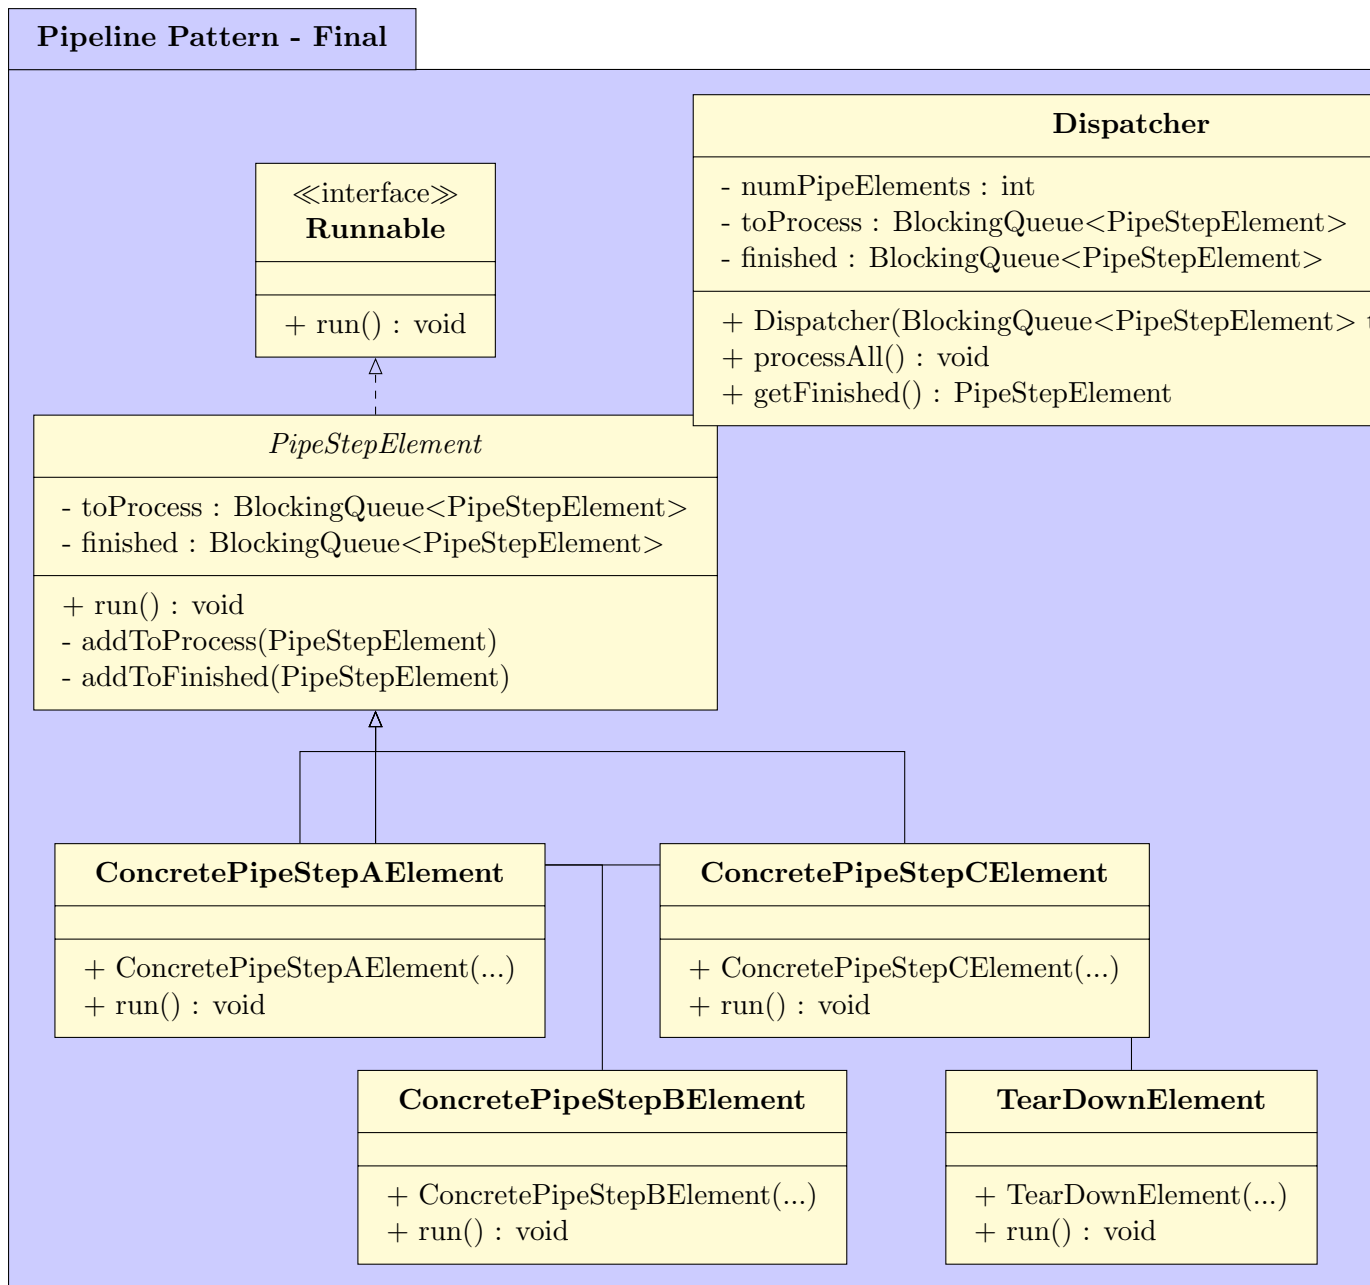 Pipeline Pattern - Final
Dispatcher
- numPipeElements : int
- toProcess : BlockingQueue<PipeStepElement>
- finished : BlockingQueue<PipeStepElement>
+ Dispatcher(BlockingQueue<PipeStepElement>
+ processAll() : void
+ getFinished() : PipeStepElement
≪interface≫
Runnable
+ run() : void
PipeStepElement
- toProcess : BlockingQueue<PipeStepElement>
- finished : BlockingQueue<PipeStepElement>
+ run() : void
- addToProcess(PipeStepElement)
- addToFinished(PipeStepElement)
ConcretePipeStepAElement
+ ConcretePipeStepAElement(...)
+ run() : void
ConcretePipeStepCElement
+ ConcretePipeStepCElement(...)
+ run() : void
ConcretePipeStepBElement
+ ConcretePipeStepBElement(...)
+ run() : void
TearDownElement
+ TearDownElement(...)
+ run() : void